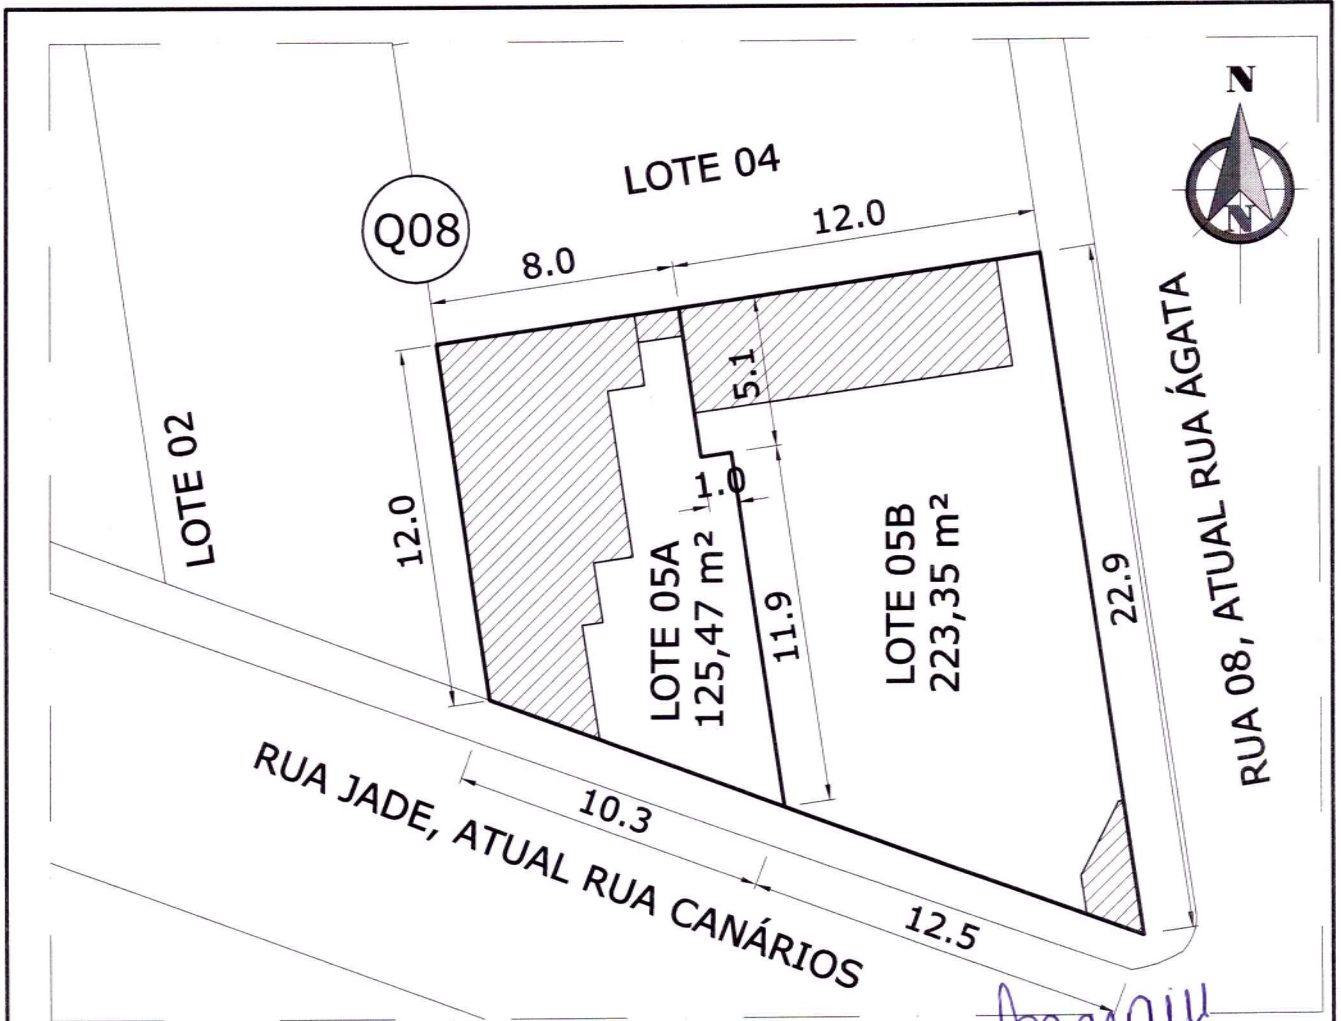 N
N
LOTE 04
Q08
8.0
12.0
LOTE 02
12.0
5.1
1.0
11.9
LOTE 05A
125,47 m²
LOTE 05B
223,35 m²
22.9
RUA 08, ATUAL RUA ÁGATA
RUA JADE, ATUAL RUA CANÁRIOS
10.3
12.5